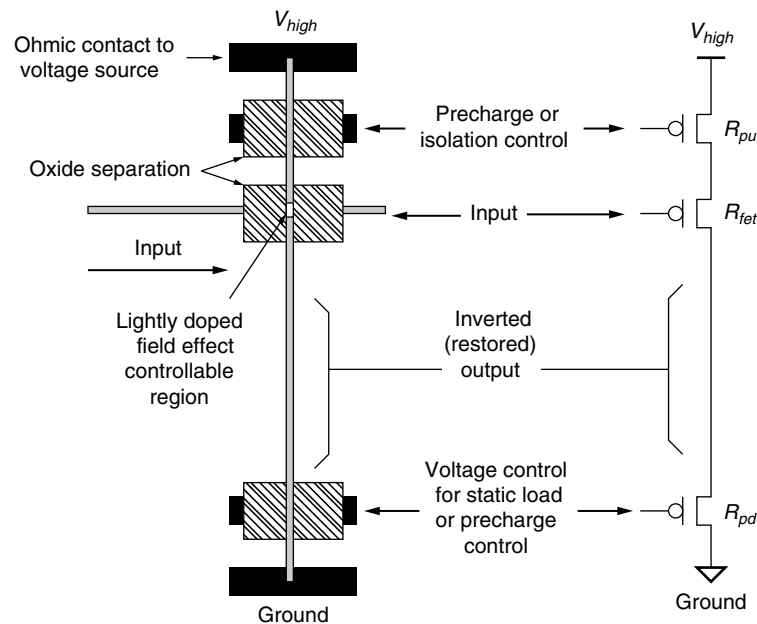 V_high
Ohmic contact to
voltage source
V_high
Precharge or
isolation control
R_pu
Oxide separation
Input
R_fet
Input
Lightly doped
field effect
controllable
region
Inverted
(restored)
output
Voltage control
for static load
or precharge
control
R_pd
Ground
Ground